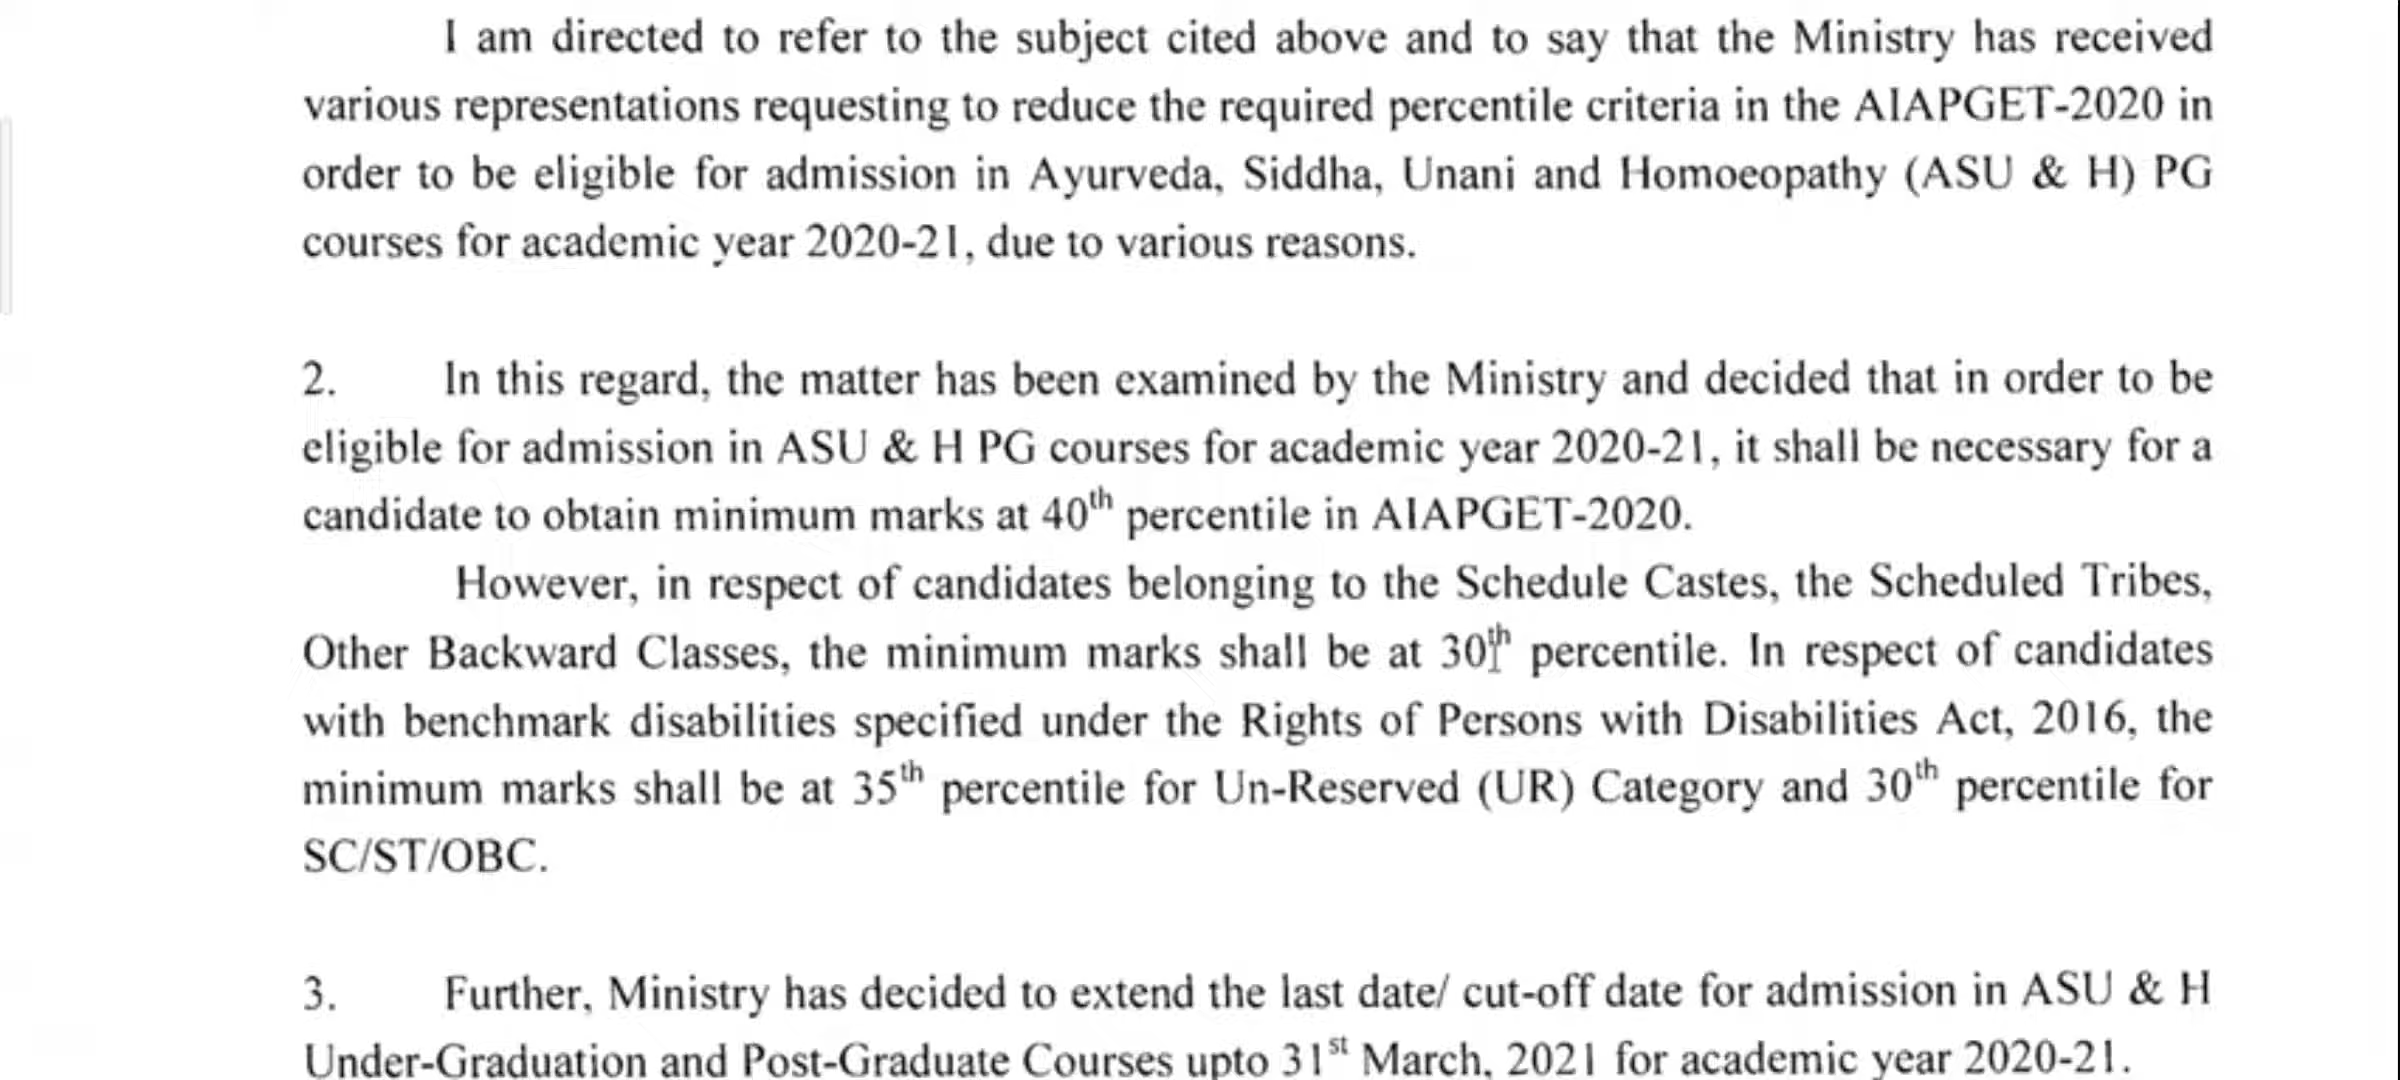 I am directed to refer to the subject cited above and to say that the Ministry has received
various representations requesting to reduce the required percentile criteria in the AIAPGET-2020 in
order to be eligible for admission in Ayurveda, Siddha, Unani and Homoeopathy (ASU & H) PG
courses for academic year 2020-21, due to various reasons.
2. In this regard, the matter has been examined by the Ministry and decided that in order to be
eligible for admission in ASU & H PG courses for academic year 2020-21, it shall be necessary for a
candidate to obtain minimum marks at 40th percentile in AIAPGET-2020.
However, in respect of candidates belonging to the Schedule Castes, the Scheduled Tribes,
Other Backward Classes, the minimum marks shall be at 30th percentile. In respect of candidates
with benchmark disabilities specified under the Rights of Persons with Disabilities Act, 2016, the
minimum marks shall be at 35th percentile for Un-Reserved (UR) Category and 30th percentile for
SC/ST/OBC.
3. Further, Ministry has decided to extend the last date/ cut-off date for admission in ASU & H
Under-Graduation and Post-Graduate Courses upto 31st March, 2021 for academic year 2020-21.